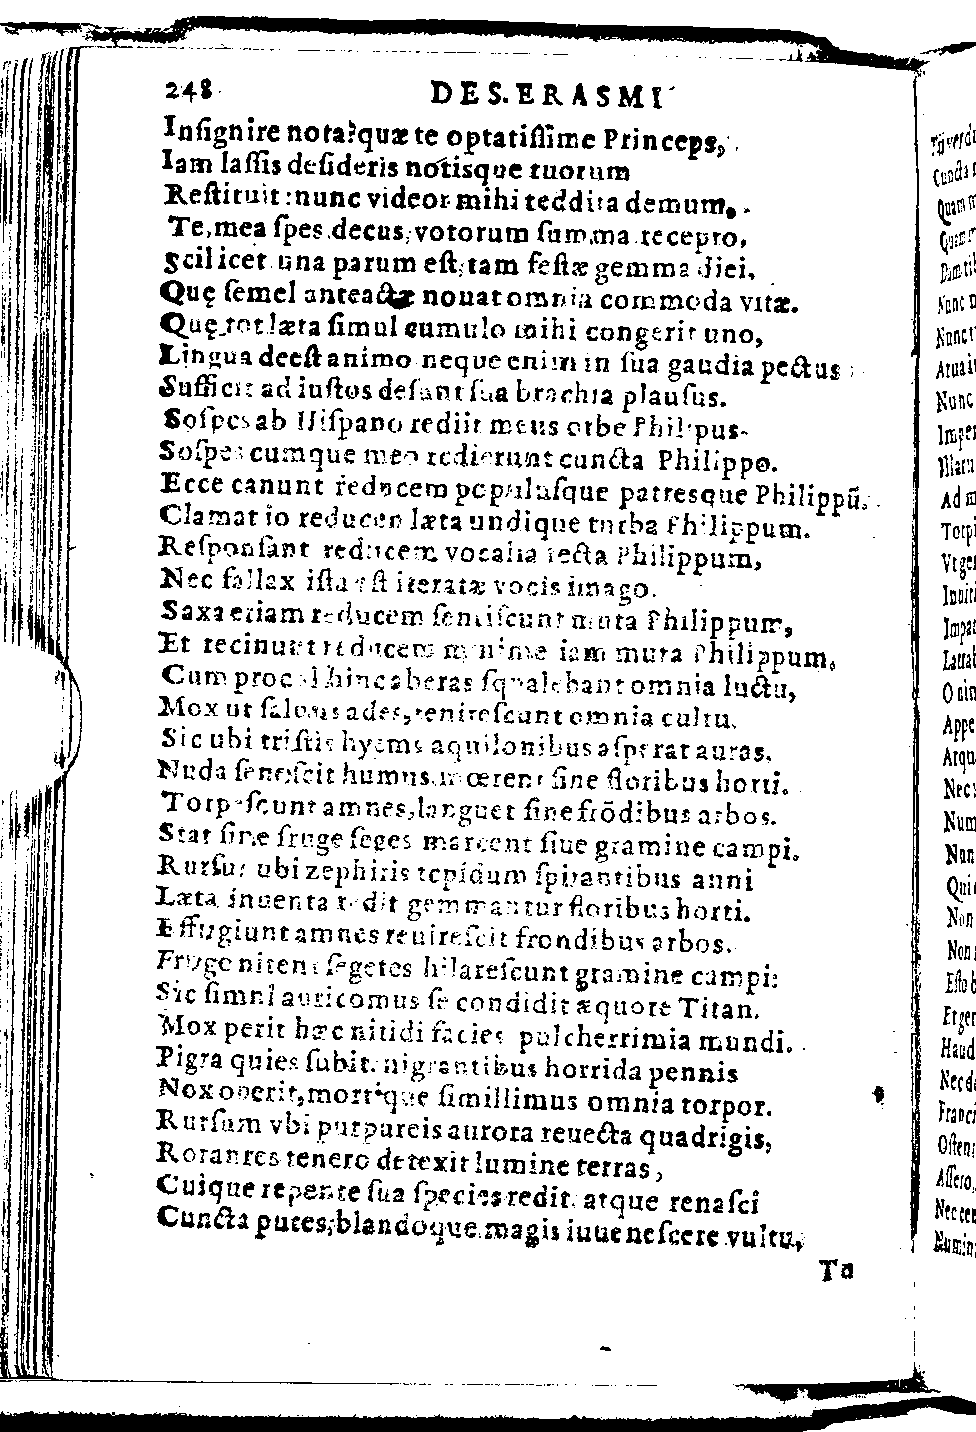 248 DES. ERASMI
Inſignire nota? quæ te optatiſſime Princeps,
Iam laſſis deſideris notisque tuorum
Reſtituit: nunc videor mihi reddita demum.
Te, mea ſpes, decus, votorum ſumma recepto,
Scilicet una parum eſt, tam feſtæ gemma diei,
Quę ſemel anteactæ nouat omnia commoda vitæ.
Quę tot læta ſimul cumulo mihi congerit uno,
Lingua deeſt animo neque enim in ſua gaudia pectus
Sufficit ad iuſtos deſunt ſua brachia plauſus.
Soſpes ab Hiſpano rediit meus orbe Philippus
Soſpes cumque meo redierunt cuncta Philippo.
Ecce canunt reducem populuſque patresque Philippū.
Clamat io reducen læta undique turba Philippum.
Reſponſant reducem vocalia tecta Philippum,
Nec fallax iſta eſt iteratæ vocis imago.
Saxa etiam reducem ſentiſcunt muta Philippum,
Et recinunt reducem minime iam muta Philippum,
Cum procul hinc aberas ſqualebant omnia luctu,
Mox ut ſaluus ades, reniteſcunt omnia cultu.
Sic ubi triſtis hyems aquilonibus aſperat auras,
Nuda ſeneſcit humus, mœrent ſine floribus horti.
Torpeſcunt amnes, languet ſine frōdibus arbos.
Stat ſine fruge ſeges marcent ſiue gramine campi.
Rurſus ubi zephiris tepidum ſpirantibus anni
Læta inuenta redit gemmantur floribus horti.
Effugiunt amnes reuireſcit frondibus arbos.
Fruge nitent ſegetes hilareſcunt gramine campi:
Sic ſimul auricomus ſe condidit æquore Titan.
Mox perit hæc nitidi facies pulcherrimia mundi.
Pigra quies ſubit, nigrantibus horrida pennis
Nox operit, mortique ſimillimus omnia torpor.
Rurſum vbi purpureis aurora reuecta quadrigis,
Rorantes tenero detexit lumine terras,
Cuique repente ſua ſpecies redit, atque renaſci
Cuncta putes, blandoque magis iuueneſcere vultu,
Ta